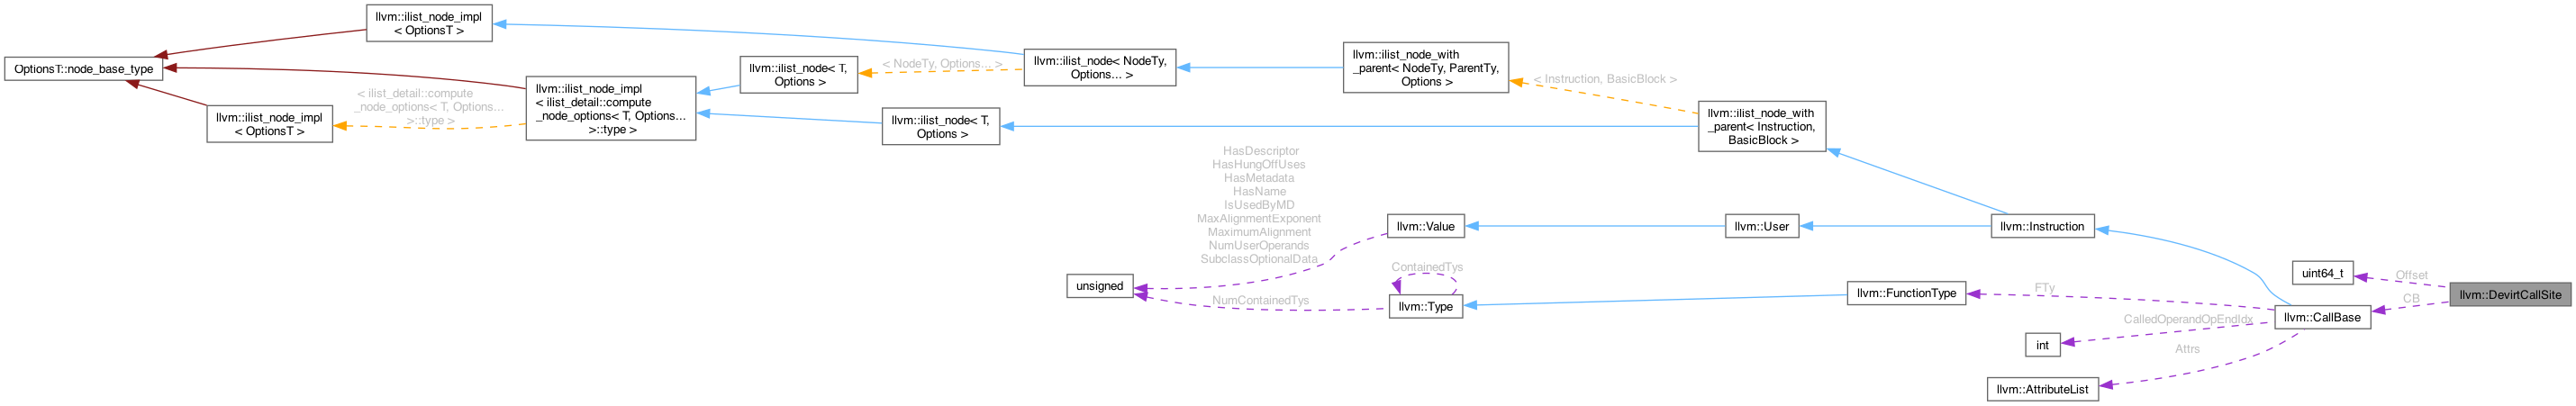 llvm::ilist_node_impl
< OptionsT >
OptionsT::node_base_type
llvm::ilist_node_impl
< OptionsT >
< ilist_detail::compute
_node_options< T, Options...
>::type >
llvm::ilist_node_impl
< ilist_detail::compute
_node_options< T, Options...
>::type >
llvm::ilist_node< T,
Options >
< NodeTy, Options... >
llvm::ilist_node< NodeTy,
Options... >
llvm::ilist_node< T,
Options >
llvm::ilist_node_with
_parent< NodeTy, ParentTy,
Options >
< Instruction, BasicBlock >
llvm::ilist_node_with
_parent< Instruction,
BasicBlock >
HasDescriptor
HasHungOffUses
HasMetadata
HasName
IsUsedByMD
MaxAlignmentExponent
MaximumAlignment
NumUserOperands
SubclassOptionalData
llvm::Value
llvm::User
llvm::Instruction
unsigned
NumContainedTys
ContainedTys
llvm::Type
llvm::FunctionType
FTy
uint64_t
Offset
CB
llvm::DevirtCallSite
llvm::CallBase
CalledOperandOpEndIdx
int
Attrs
llvm::AttributeList